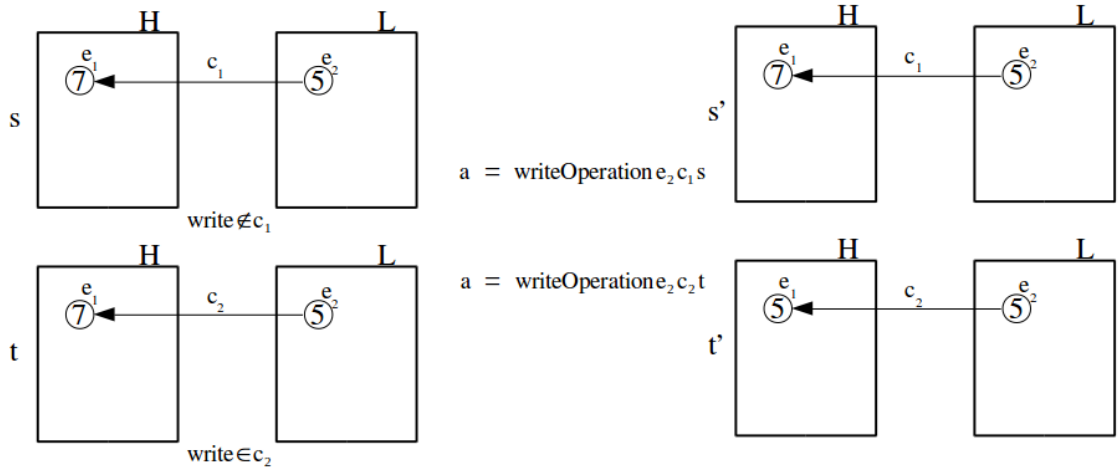 H L
e₁ c₁ e₂
7 5
s
write∉c₁
a = writeOperation e₂ c₁ s
H L
e₁ c₁ e₂
7 5
s'
H L
e₁ c₂ e₂
7 5
t
write∈c₂
a = writeOperation e₂ c₂ t
H L
e₁ c₂ e₂
5 5
t'